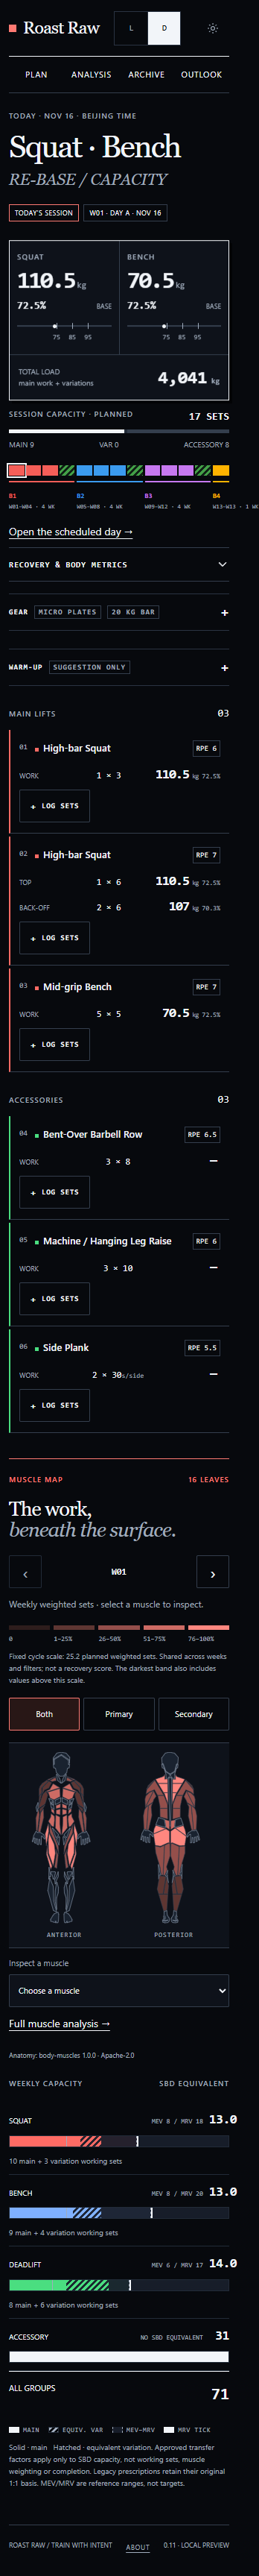 Roast Raw
L
D
PLAN
ANALYSIS
ARCHIVE
OUTLOOK
TODAY · NOV 16 · BEIJING TIME
Squat · Bench
RE-BASE / CAPACITY
TODAY'S SESSION
W01 · DAY A · NOV 16
SQUAT
BENCH
110.5 kg
70.5 kg
72.5%
BASE
72.5%
BASE
75 85 95
75 85 95
TOTAL LOAD
main work + variations
4,041 kg
SESSION CAPACITY · PLANNED
17 SETS
MAIN 9
VAR 0
ACCESSORY 8
B1
B2
B3
B4
W01–W04 · 4 WK
W05–W08 · 4 WK
W09–W12 · 4 WK
W13–W13 · 1 WK
Open the scheduled day →
RECOVERY & BODY METRICS
GEAR
MICRO PLATES
20 KG BAR
+
WARM-UP
SUGGESTION ONLY
+
MAIN LIFTS
03
01
High-bar Squat
RPE 6
WORK
1 × 3
110.5 kg 72.5%
+ LOG SETS
02
High-bar Squat
RPE 7
TOP
1 × 6
110.5 kg 72.5%
BACK-OFF
2 × 6
107 kg 70.3%
+ LOG SETS
03
Mid-grip Bench
RPE 7
WORK
5 × 5
70.5 kg 72.5%
+ LOG SETS
ACCESSORIES
03
04
Bent-Over Barbell Row
RPE 6.5
WORK
3 × 8
—
+ LOG SETS
05
Machine / Hanging Leg Raise
RPE 6
WORK
3 × 10
—
+ LOG SETS
06
Side Plank
RPE 5.5
WORK
2 × 30s/side
—
+ LOG SETS
MUSCLE MAP
16 LEAVES
The work,
beneath the surface.
‹
W01
›
Weekly weighted sets · select a muscle to inspect.
0
1–25%
26–50%
51–75%
76–100%
Fixed cycle scale: 25.2 planned weighted sets. Shared across weeks
and filters; not a recovery score. The darkest band also includes
values above this scale.
Both
Primary
Secondary
ANTERIOR
POSTERIOR
Inspect a muscle
Choose a muscle
Full muscle analysis →
Anatomy: body-muscles 1.0.0 · Apache-2.0
WEEKLY CAPACITY
SBD EQUIVALENT
SQUAT
MEV 8 / MRV 18
13.0
10 main + 3 variation working sets
BENCH
MEV 8 / MRV 20
13.0
9 main + 4 variation working sets
DEADLIFT
MEV 6 / MRV 17
14.0
8 main + 6 variation working sets
ACCESSORY
NO SBD EQUIVALENT
31
ALL GROUPS
71
MAIN
EQUIV. VAR
MEV–MRV
MRV TICK
Solid · main Hatched · equivalent variation. Approved transfer
factors apply only to SBD capacity, not working sets, muscle
weighting or completion. Legacy prescriptions retain their original
1:1 basis. MEV/MRV are reference ranges, not targets.
ROAST RAW / TRAIN WITH INTENT
ABOUT
0.11 · LOCAL PREVIEW